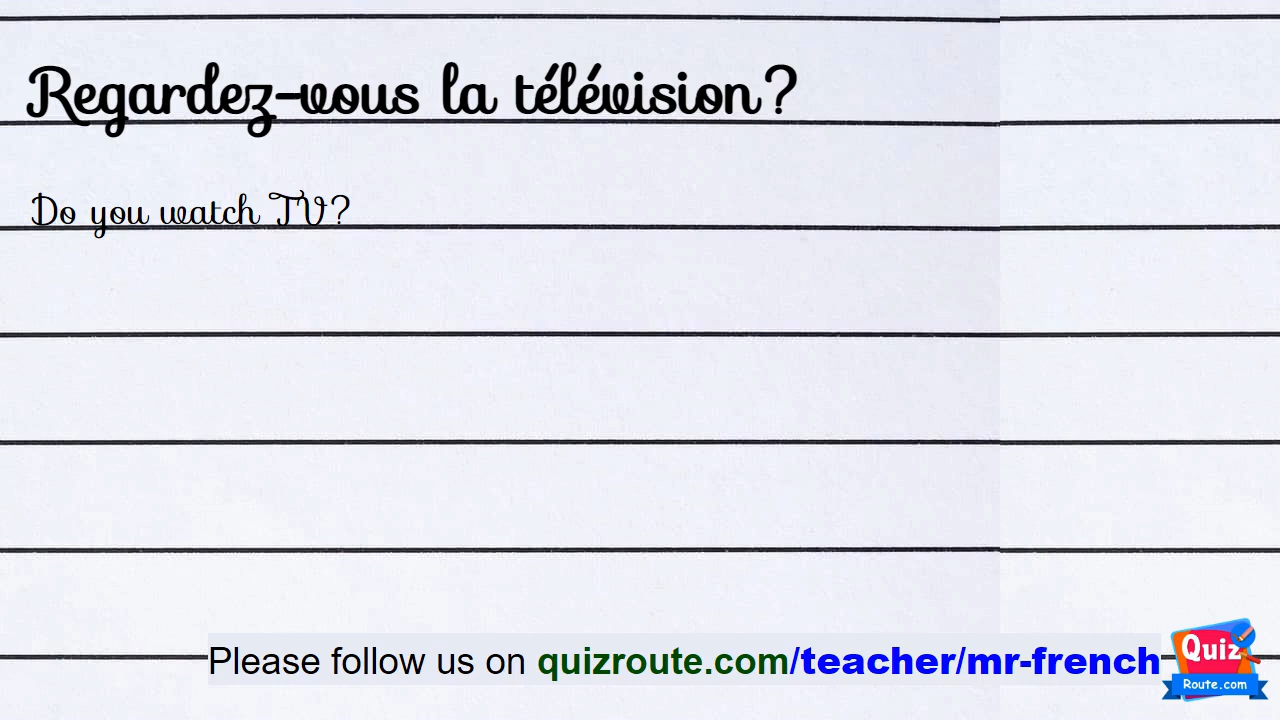 Regardez-vous la télévision?
Do you watch TV?
Please follow us on quizroute.com/teacher/mr-french
Quiz
Route.com